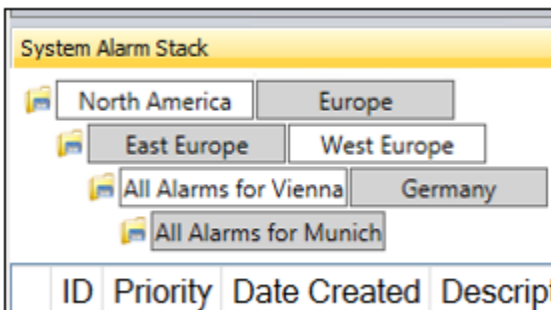 System Alarm Stack
North America Europe
East Europe West Europe
All Alarms for Vienna Germany
All Alarms for Munich
ID Priority Date Created Descript